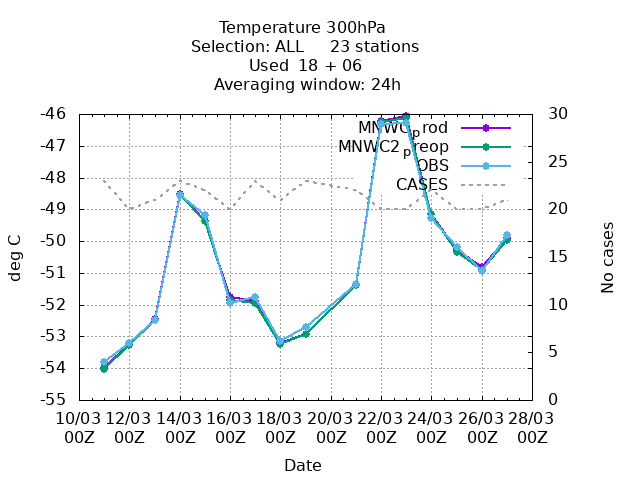 Temperature 300hPa
Selection: ALL 23 stations
Used 18 + 06
Averaging window: 24h
-46 30
MNWC_prod
-47
MNWC2_preop
25
OBS
-48
CASES
-49 20
-50
deg C
15
No cases
-51
-52 10
-53
5
-54
-55 0
10/03 12/03 14/03 16/03 18/03 20/03 22/03 24/03 26/03 28/03
00Z 00Z 00Z 00Z 00Z 00Z 00Z 00Z 00Z 00Z
Date